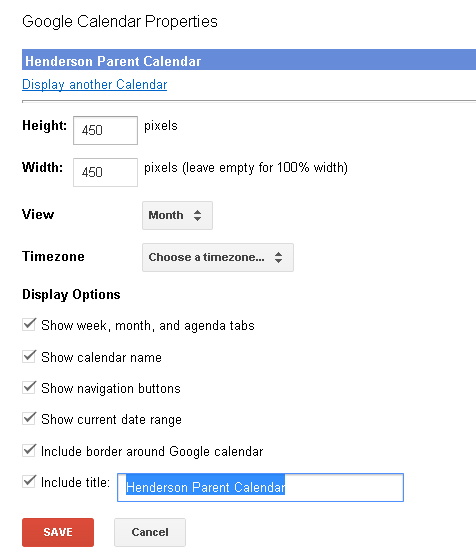 Google Calendar Properties
Henderson Parent Calendar
Display another Calendar
Height: 450 pixels
Width: 450 pixels (leave empty for 100% width)
View Month
Timezone Choose a timezone...
Display Options
Show week, month, and agenda tabs
Show calendar name
Show navigation buttons
Show current date range
Include border around Google calendar
Include title: Henderson Parent Calendar
SAVE Cancel